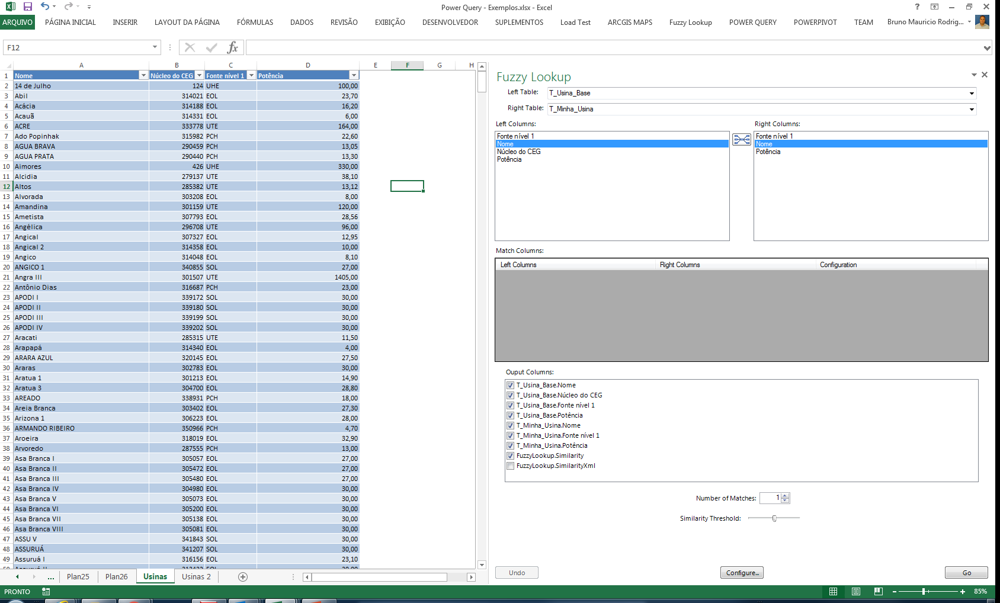 Power Query - Exemplos.xlsx - Excel
ARQUIVO PÁGINA INICIAL INSERIR LAYOUT DA PÁGINA FÓRMULAS DADOS REVISÃO EXIBIÇÃO DESENVOLVEDOR SUPLEMENTOS Load Test ARCGIS MAPS Fuzzy Lookup POWER QUERY POWERPIVOT TEAM Bruno Mauricio Rodrig...
F12 fx
A B C D E F G H
1 Nome Núcleo do CEG Fonte nível 1 Potência
2 14 de Julho 124 UHE 100,00
3 Abil 314021 EOL 23,70
4 Acácia 314188 EOL 16,20
5 Acauã 314331 EOL 6,00
6 ACRE 333778 UTE 164,00
7 Ado Popinhak 315982 PCH 22,60
8 AGUA BRAVA 290459 PCH 13,05
9 AGUA PRATA 290440 PCH 13,30
10 Aimores 426 UHE 330,00
11 Alcidia 279137 UTE 38,10
12 Altos 285382 UTE 13,12
13 Alvorada 303208 EOL 8,00
14 Amandina 301159 UTE 120,00
15 Ametista 307793 EOL 28,56
16 Angélica 296708 UTE 96,00
17 Angical 307327 EOL 12,95
18 Angical 2 314358 EOL 10,00
19 Angico 314048 EOL 8,10
20 ANGICO 1 340855 SOL 27,00
21 Angra III 301507 UTE 1405,00
22 Antônio Dias 316687 PCH 23,00
23 APODI I 339172 SOL 30,00
24 APODI II 339180 SOL 30,00
25 APODI III 339199 SOL 30,00
26 APODI IV 339202 SOL 30,00
27 Aracati 285315 UTE 11,50
28 Arapapá 314340 EOL 4,00
29 ARARA AZUL 320145 EOL 27,50
30 Araras 302783 EOL 30,00
31 Aratua 1 301213 EOL 14,90
32 Aratua 3 304700 EOL 28,80
33 AREADO 338931 PCH 18,00
34 Areia Branca 303402 EOL 27,30
35 Arizona 1 306223 EOL 28,00
36 ARMANDO RIBEIRO 350966 PCH 4,70
37 Aroeira 318019 EOL 32,90
38 Arvoredo 287555 PCH 13,00
39 Asa Branca I 305057 EOL 27,00
40 Asa Branca II 305472 EOL 27,00
41 Asa Branca III 305480 EOL 27,00
42 Asa Branca IV 304980 EOL 30,00
43 Asa Branca V 305073 EOL 30,00
44 Asa Branca VI 305200 EOL 30,00
45 Asa Branca VII 305138 EOL 30,00
46 Asa Branca VIII 305081 EOL 30,00
47 ASSU V 341843 SOL 30,00
48 ASSURUÁ 341207 SOL 30,00
49 Assuruá I 316156 EOL 23,10
... Plan25 Plan26 Usinas Usinas 2
Fuzzy Lookup
Left Table: T_Usina_Base
Right Table: T_Minha_Usina
Left Columns: Right Columns:
Fonte nível 1 Fonte nível 1
Nome Nome
Núcleo do CEG Potência
Potência
Match Columns:
Left Columns Right Columns Configuration
Ouput Columns:
T_Usina_Base.Nome
T_Usina_Base.Núcleo do CEG
T_Usina_Base.Fonte nível 1
T_Usina_Base.Potência
T_Minha_Usina.Nome
T_Minha_Usina.Fonte nível 1
T_Minha_Usina.Potência
FuzzyLookup.Similarity
FuzzyLookup.SimilarityXml
Number of Matches: 1
Similarity Threshold:
Undo Configure... Go
PRONTO 85%